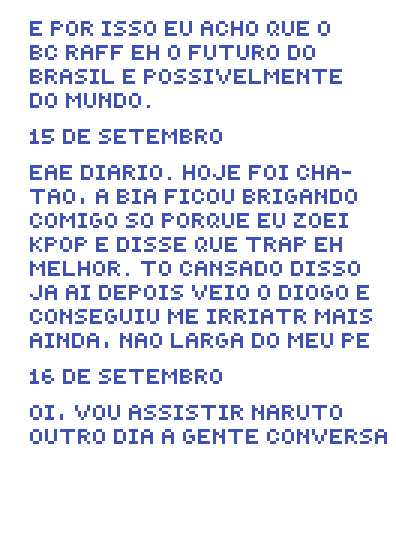 E POR ISSO EU ACHO QUE O
BC RAFF EH O FUTURO DO
BRASIL E POSSIVELMENTE
DO MUNDO.
15 DE SETEMBRO
EAE DIARIO. HOJE FOI CHA-
TAO, A BIA FICOU BRIGANDO
COMIGO SO PORQUE EU ZOEI
KPOP E DISSE QUE TRAP EH
MELHOR. TO CANSADO DISSO
JA AI DEPOIS VEIO O DIOGO E
CONSEGUIU ME IRRIATR MAIS
AINDA, NAO LARGA DO MEU PE
16 DE SETEMBRO
OI, VOU ASSISTIR NARUTO
OUTRO DIA A GENTE CONVERSA